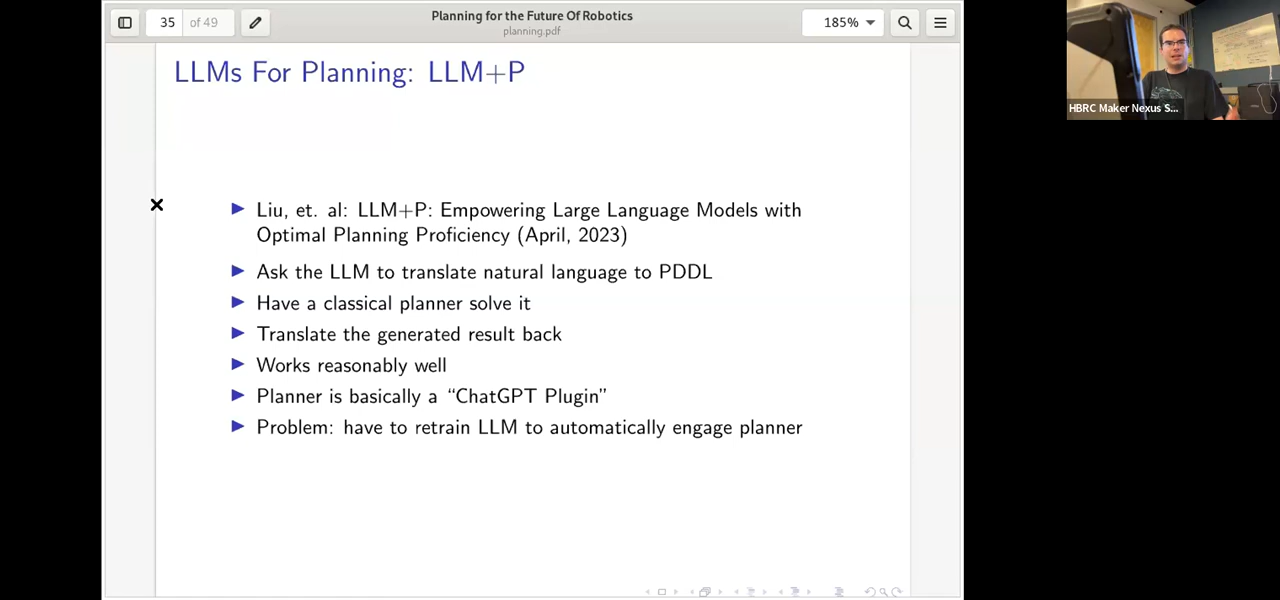 35 of 49
Planning for the Future Of Robotics
planning.pdf
185%
LLMs For Planning: LLM+P
Liu, et. al: LLM+P: Empowering Large Language Models with
Optimal Planning Proficiency (April, 2023)
Ask the LLM to translate natural language to PDDL
Have a classical planner solve it
Translate the generated result back
Works reasonably well
Planner is basically a “ChatGPT Plugin”
Problem: have to retrain LLM to automatically engage planner
HBRC Maker Nexus S...